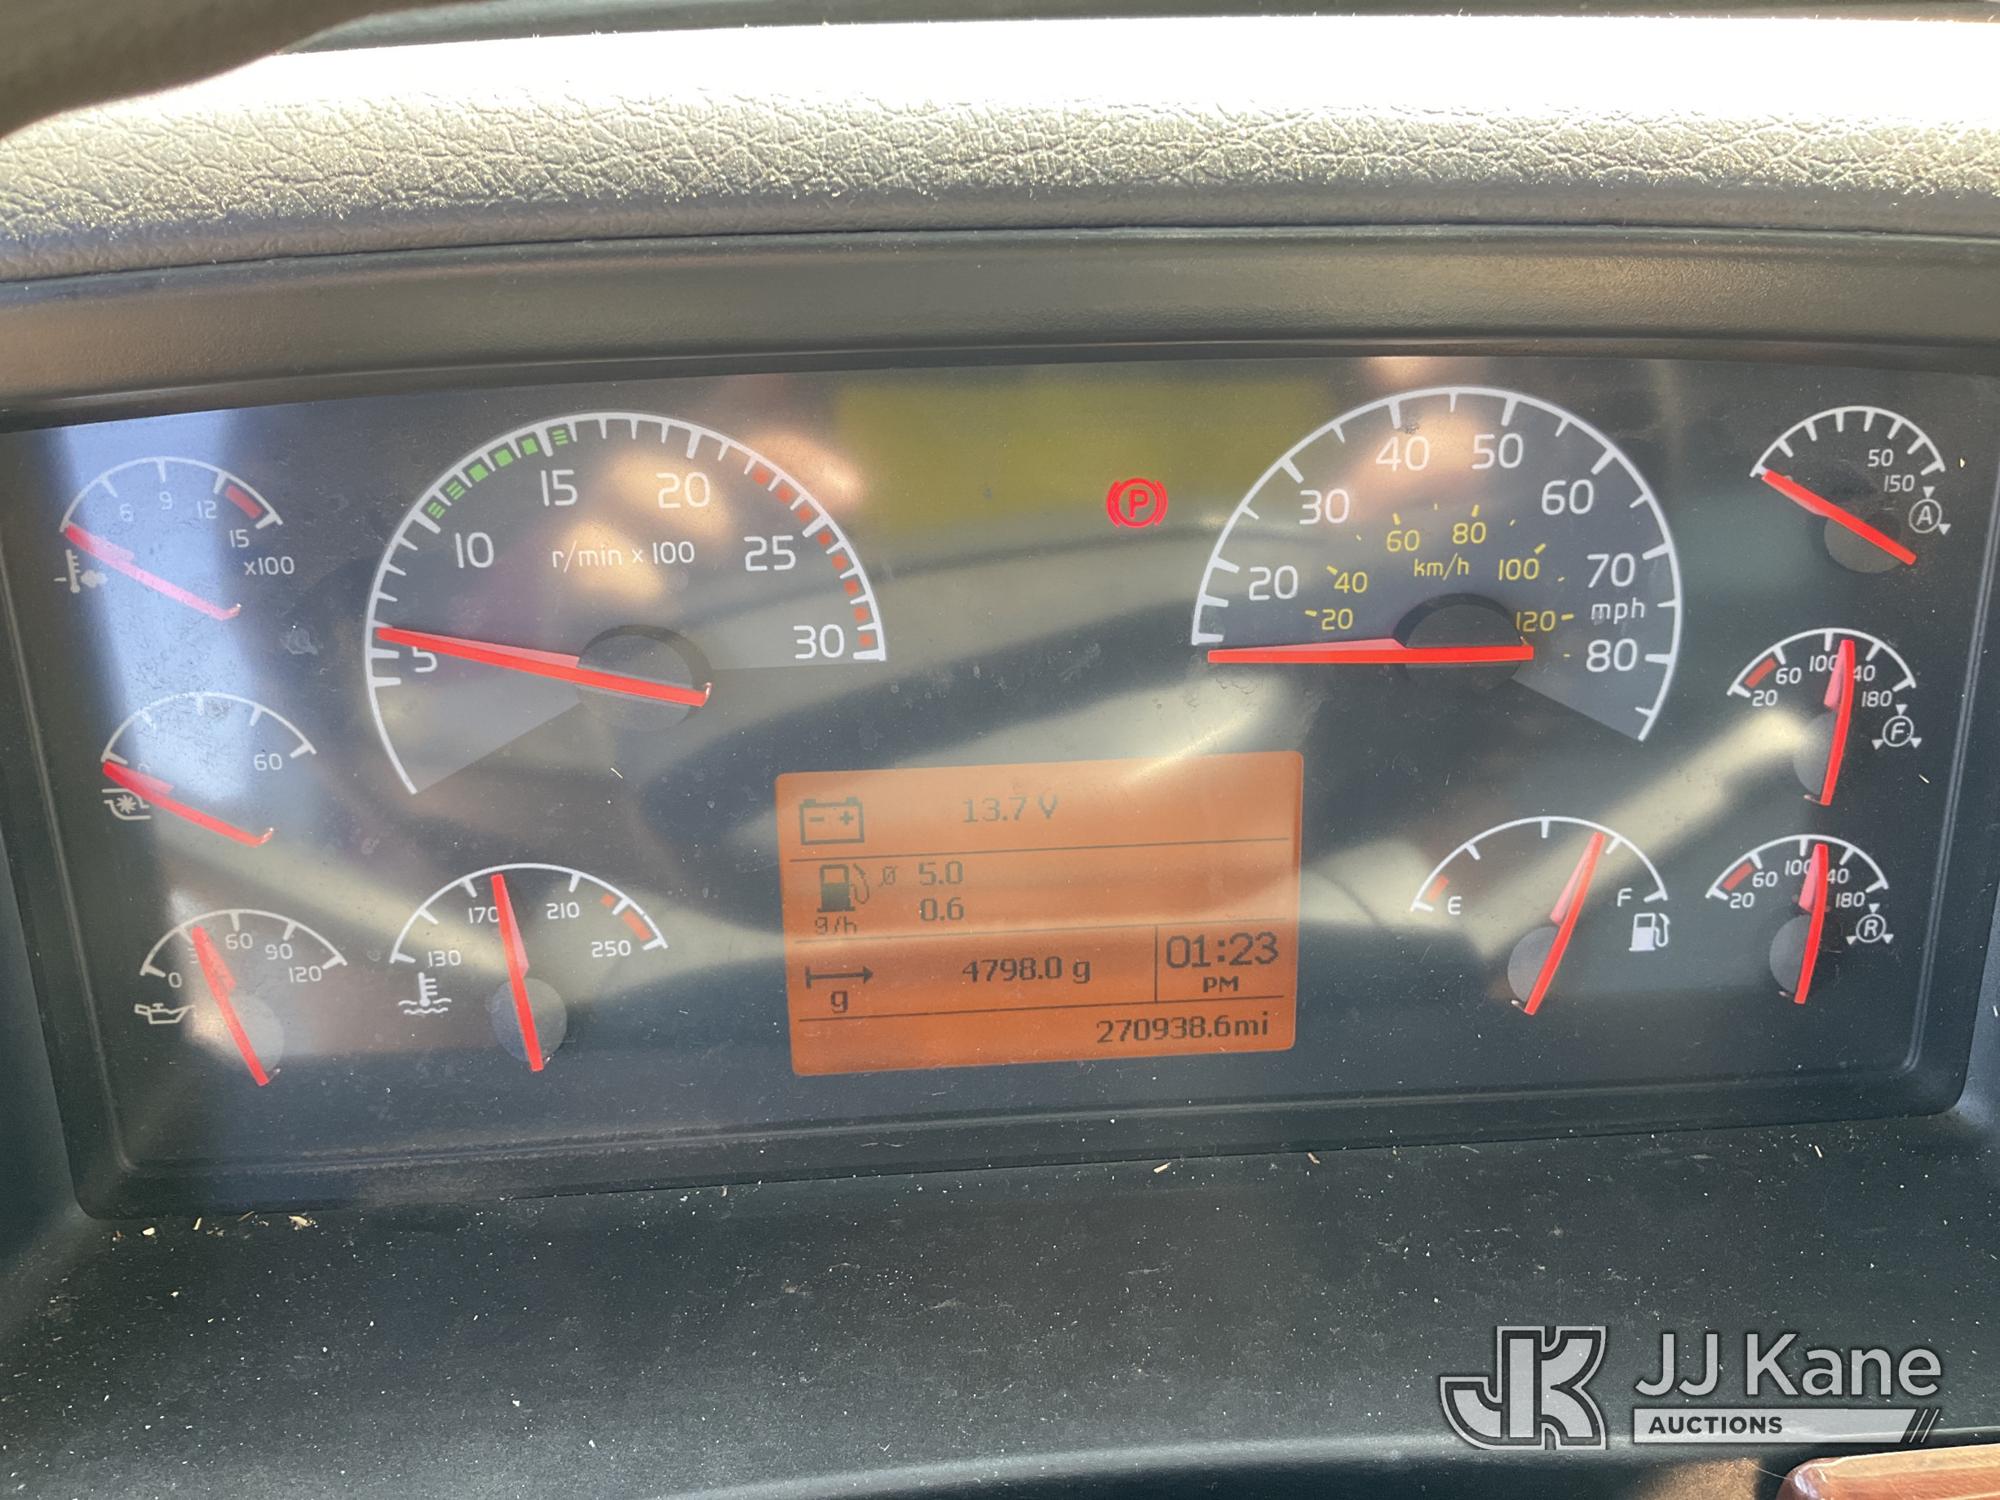 6 9 12 15
x100
60
0 60 90 120
130 170 210 250
5 10 15 20 25 30
r/min x 100
P
20 30 40 50 60 70 80
mph
20 40 60 80 100 120
km/h
50 150
A
20 60 100 40 180
F
E F
20 60 100 40 180
R
13.7 V
ø 5.0
g/h 0.6
g 4798.0 g
01:23
PM
270938.6mi
JK JJ Kane
AUCTIONS